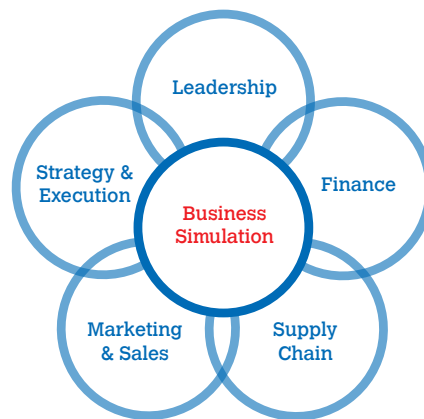 Leadership
Strategy &
Execution
Finance
Business
Simulation
Marketing
& Sales
Supply
Chain